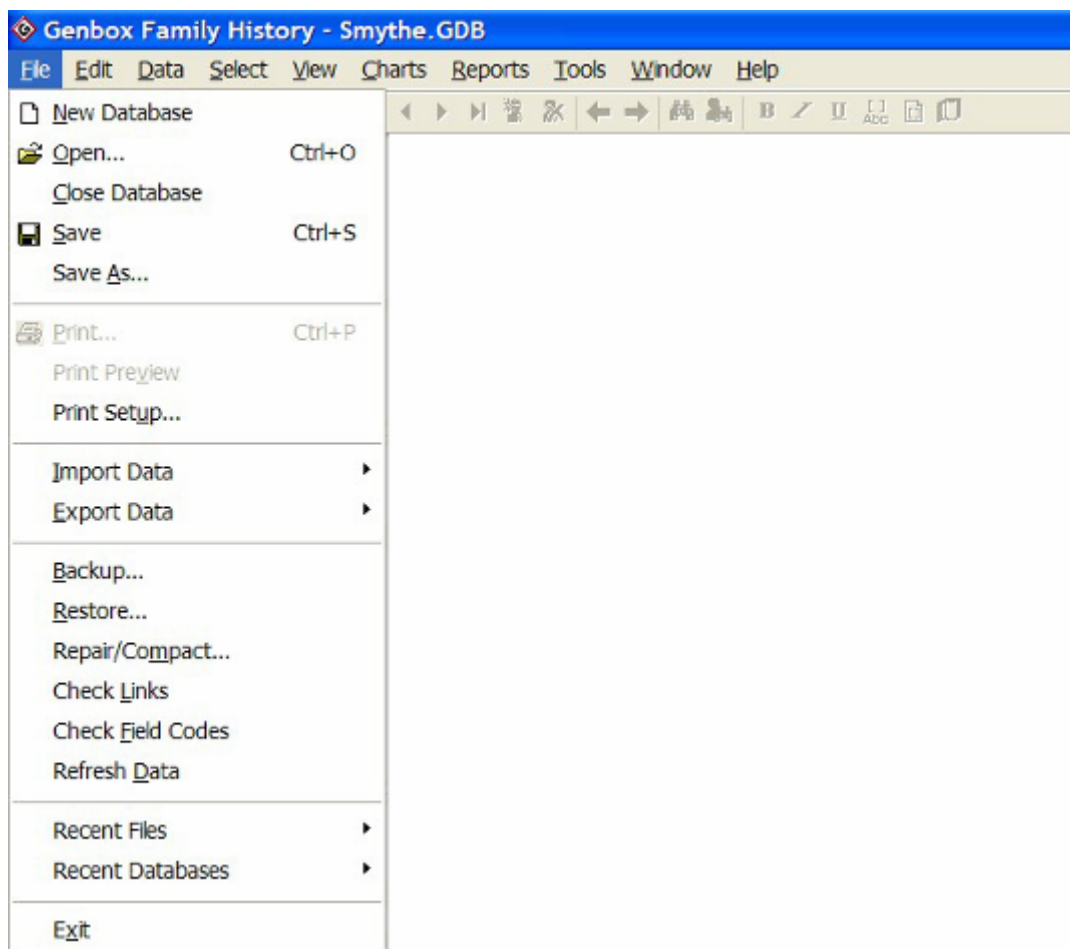 Genbox Family History - Smythe.GDB
File Edit Data Select View Charts Reports Tools Window Help
B I U ABC
New Database
Open... Ctrl+O
Close Database
Save Ctrl+S
Save As...
Print... Ctrl+P
Print Preview
Print Setup...
Import Data
Export Data
Backup...
Restore...
Repair/Compact...
Check Links
Check Field Codes
Refresh Data
Recent Files
Recent Databases
Exit